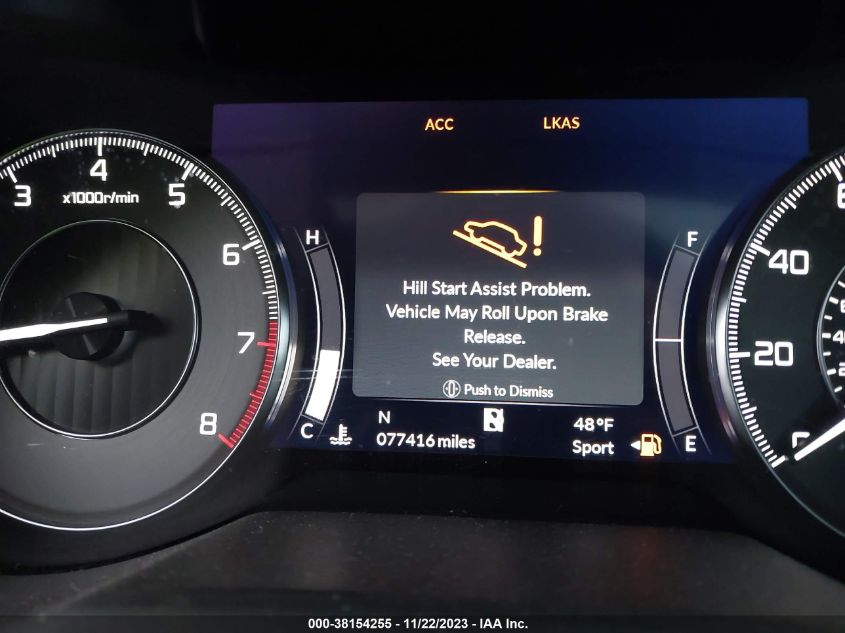 ACC LKAS
3 4 5
x1000r/min
6
7
8
H
C
F
E
Hill Start Assist Problem.
Vehicle May Roll Upon Brake
Release.
See Your Dealer.
Push to Dismiss
N
077416 miles
48°F
Sport
40
20
000-38154255 - 11/22/2023 - IAA Inc.